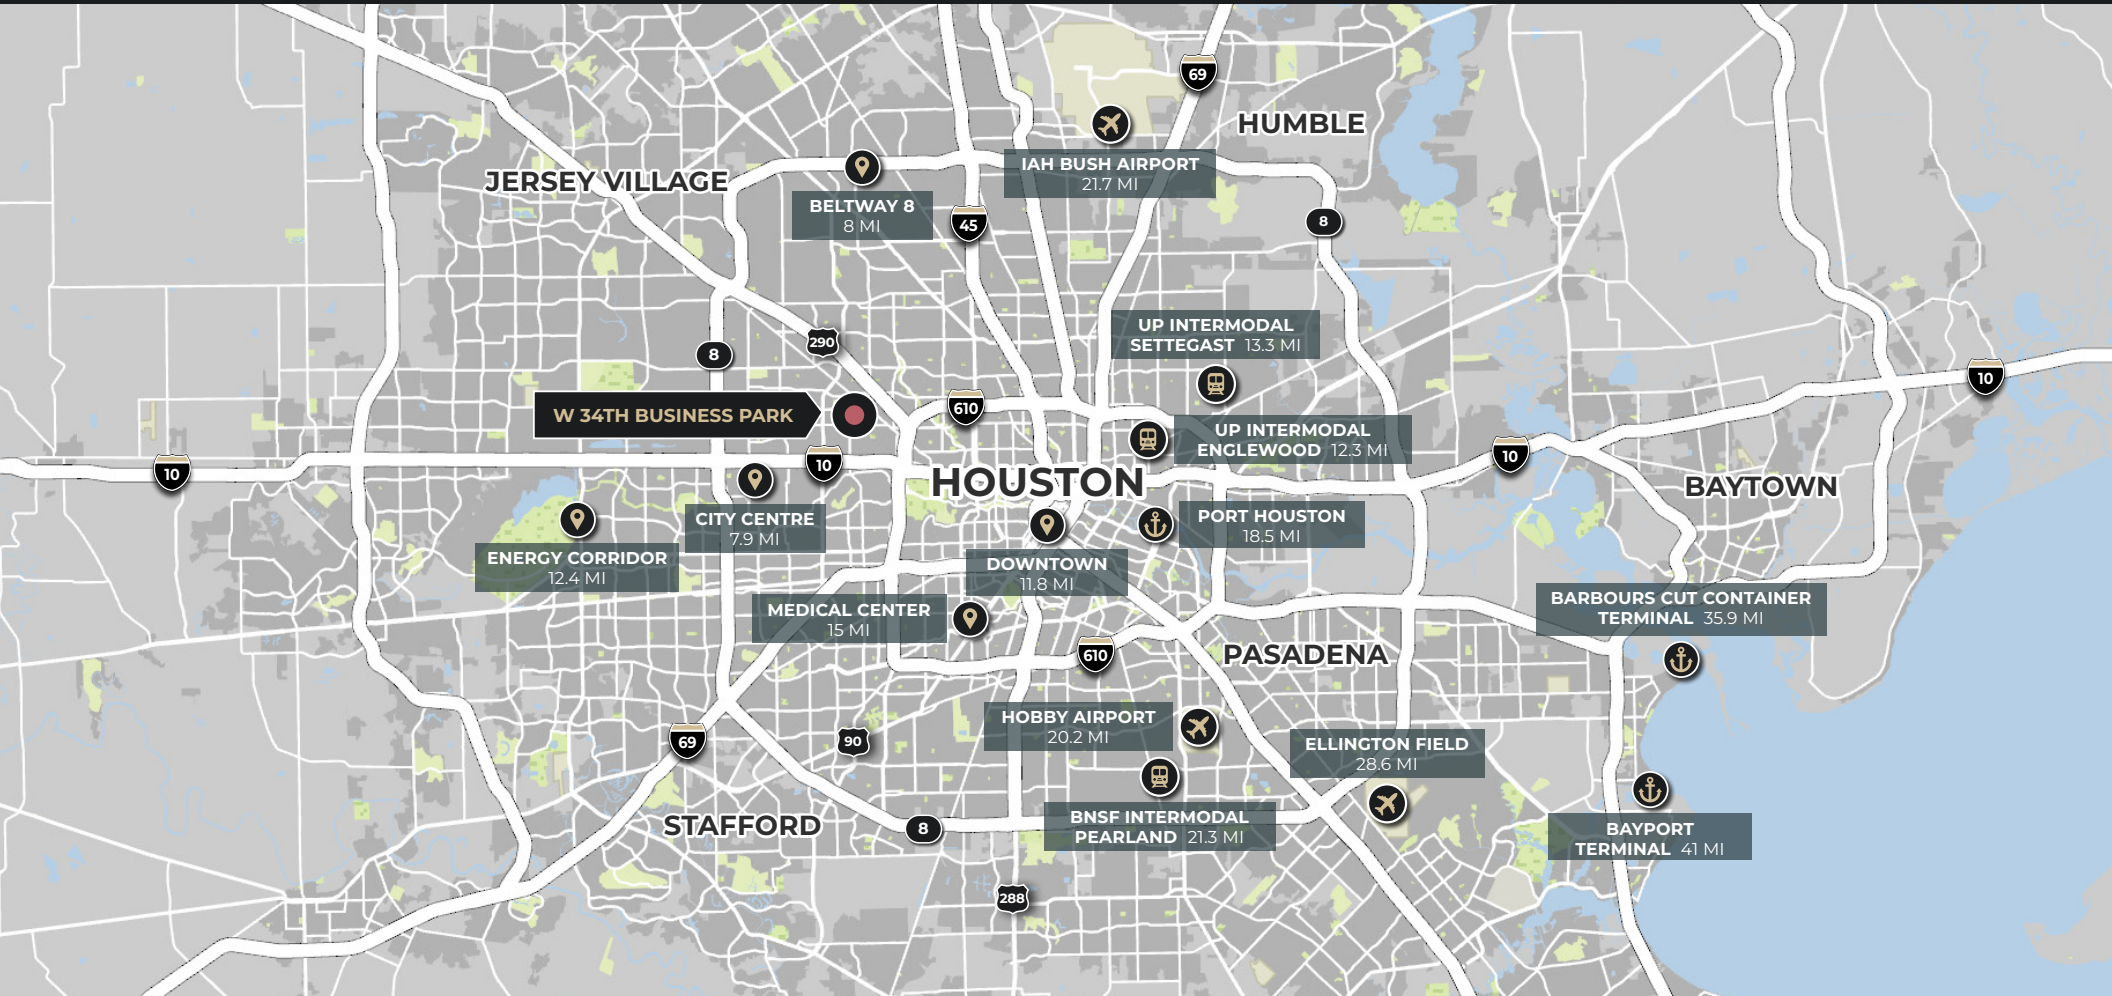 69
HUMBLE
IAH BUSH AIRPORT
21.7 MI
JERSEY VILLAGE
BELTWAY 8
8 MI
45
8
UP INTERMODAL
SETTEGAST 13.3 MI
290
8
10
W 34TH BUSINESS PARK
610
UP INTERMODAL
ENGLEWOOD 12.3 MI
10
10
10
HOUSTON
BAYTOWN
CITY CENTRE
7.9 MI
PORT HOUSTON
18.5 MI
ENERGY CORRIDOR
12.4 MI
DOWNTOWN
11.8 MI
MEDICAL CENTER
15 MI
BARBOURS CUT CONTAINER
TERMINAL 35.9 MI
610
PASADENA
HOBBY AIRPORT
20.2 MI
69
90
ELLINGTON FIELD
28.6 MI
STAFFORD
8
BNSF INTERMODAL
PEARLAND 21.3 MI
BAYPORT
TERMINAL 41 MI
288